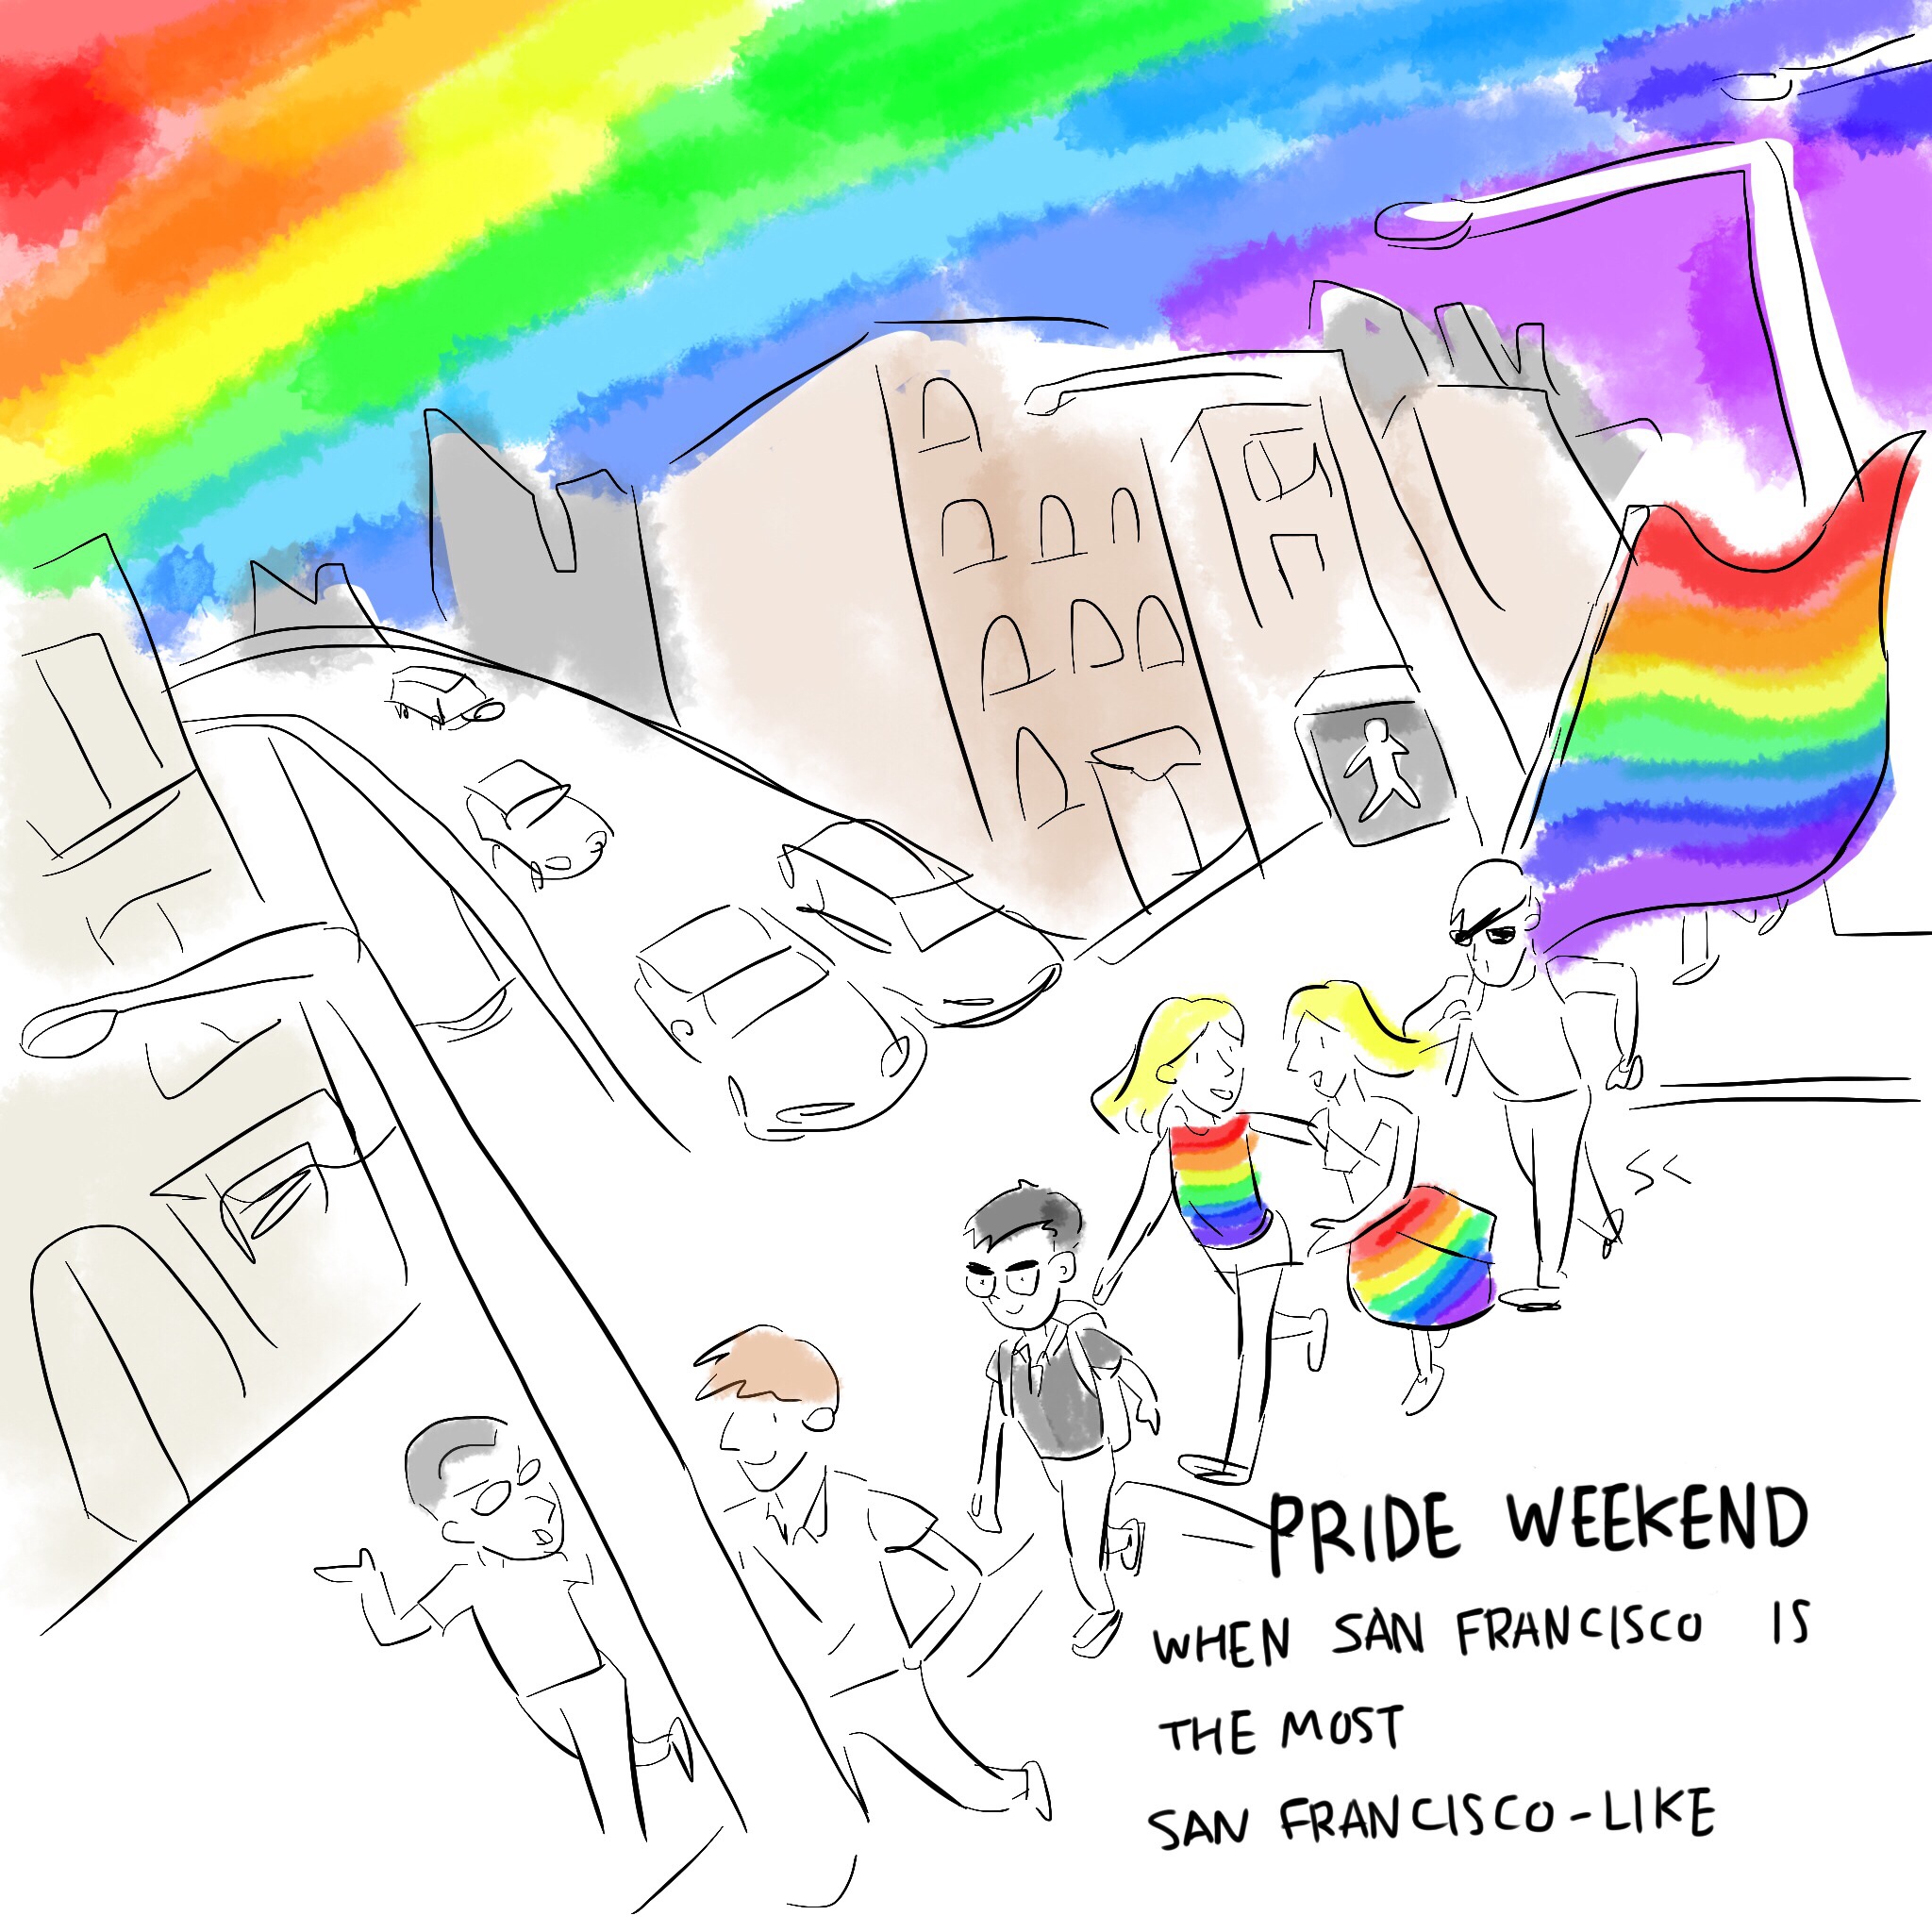 PRIDE WEEKEND
WHEN SAN FRANCISCO IS
THE MOST
SAN FRANCISCO-LIKE